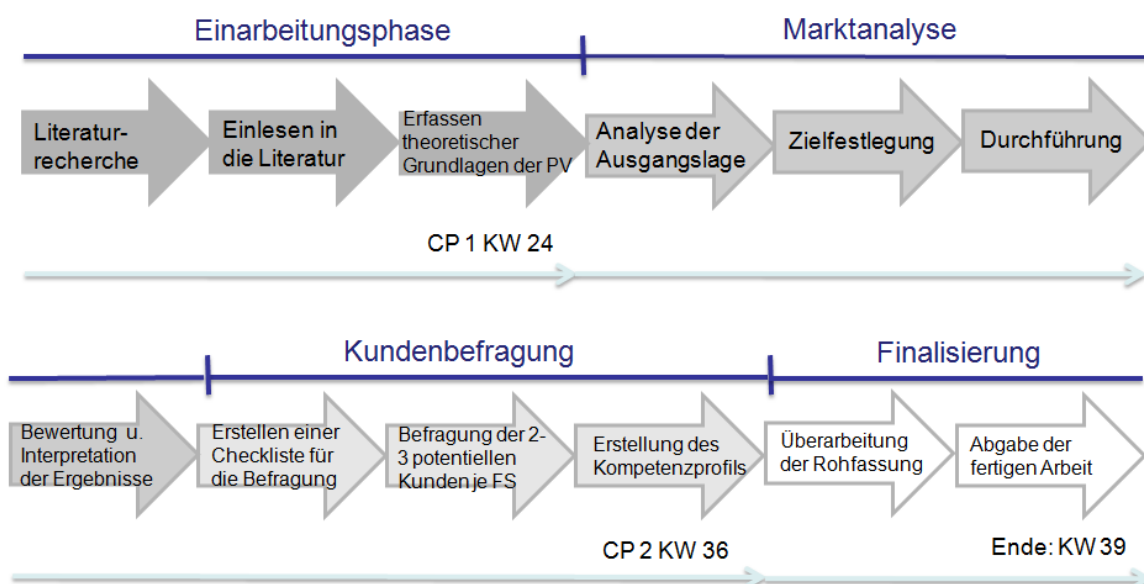 Einarbeitungsphase
Marktanalyse
Literatur-
recherche
Einlesen in
die Literatur
Erfassen
theoretischer
Grundlagen der PV
Analyse der
Ausgangslage
Zielfestlegung
Durchführung
CP 1 KW 24
Kundenbefragung
Finalisierung
Bewertung u.
Interpretation
der Ergebnisse
Erstellen einer
Checkliste für
die Befragung
Befragung der 2-
3 potentiellen
Kunden je FS
Erstellung des
Kompetenzprofils
Überarbeitung
der Rohfassung
Abgabe der
fertigen Arbeit
CP 2 KW 36
Ende: KW 39